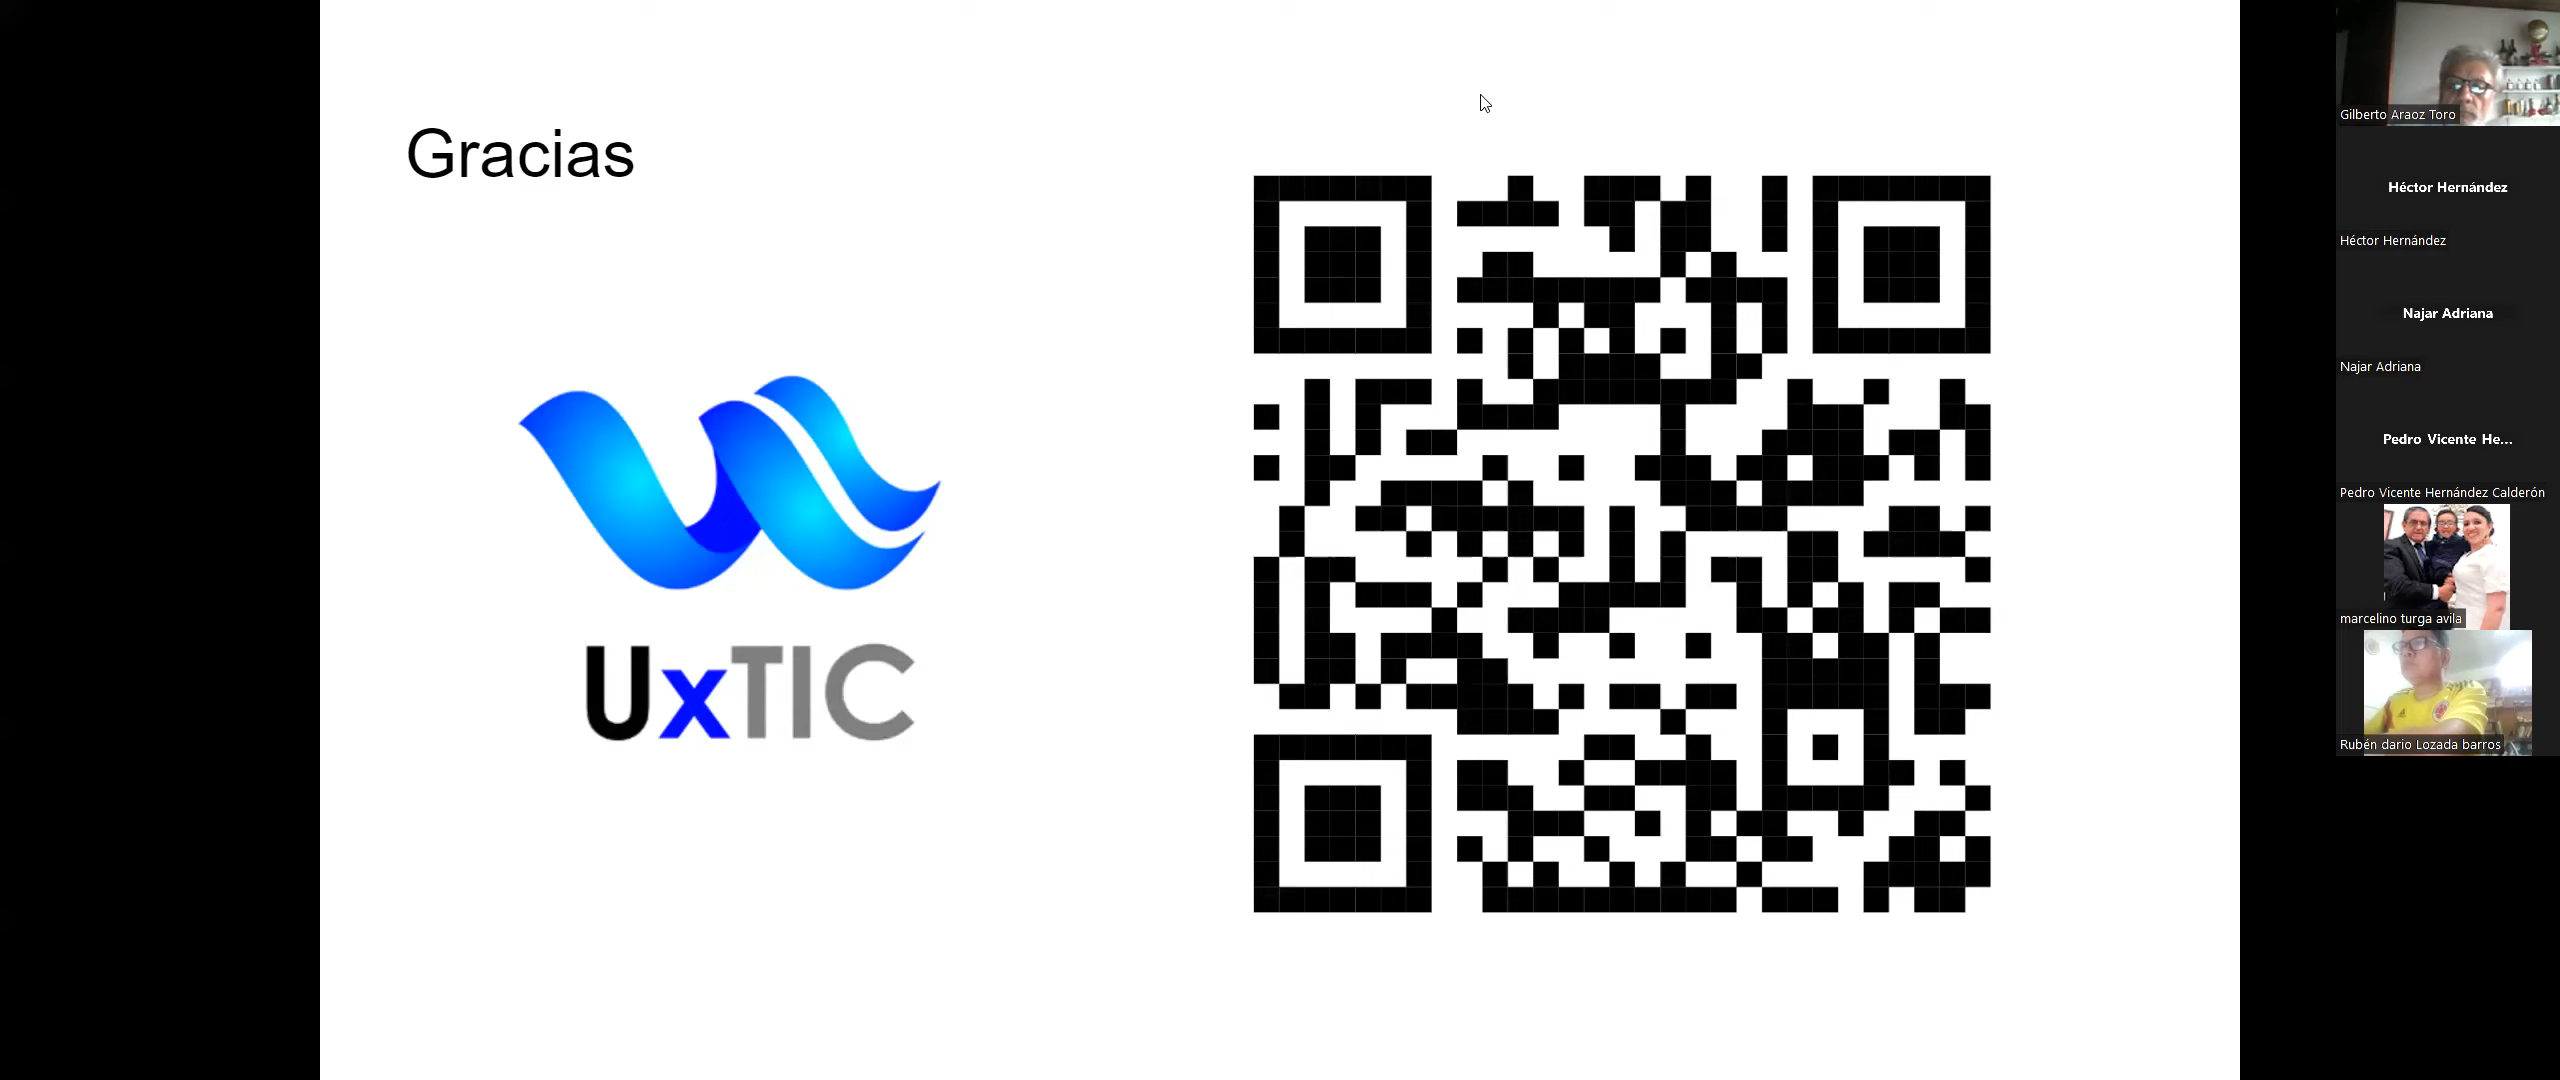 Gracias
UxTIC
Gilberto Araoz Toro
Héctor Hernández
Héctor Hernández
Najar Adriana
Najar Adriana
Pedro Vicente He...
Pedro Vicente Hernández Calderón
marcelino turga avila
Rubén dario Lozada barros